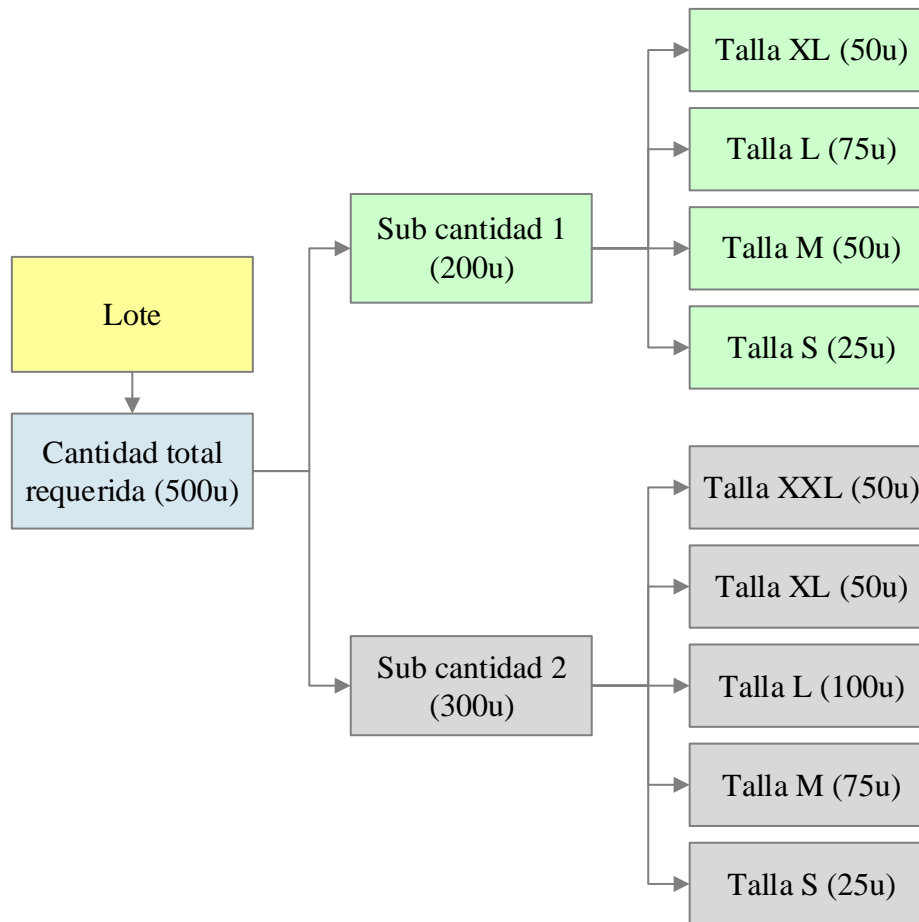 Lote
Cantidad total
requerida (500u)
Sub cantidad 1
(200u)
Talla XL (50u)
Talla L (75u)
Talla M (50u)
Talla S (25u)
Sub cantidad 2
(300u)
Talla XXL (50u)
Talla XL (50u)
Talla L (100u)
Talla M (75u)
Talla S (25u)